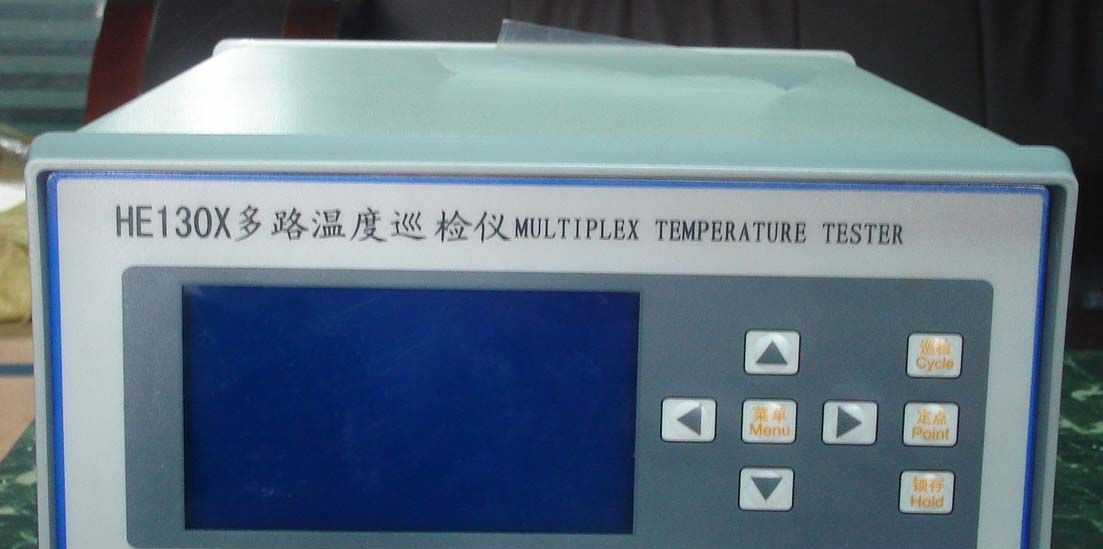 HE130X多路温度巡检仪MULTIPLEX TEMPERATURE TESTER
巡检
Cycle
菜单
Menu
定点
Point
锁存
Hold